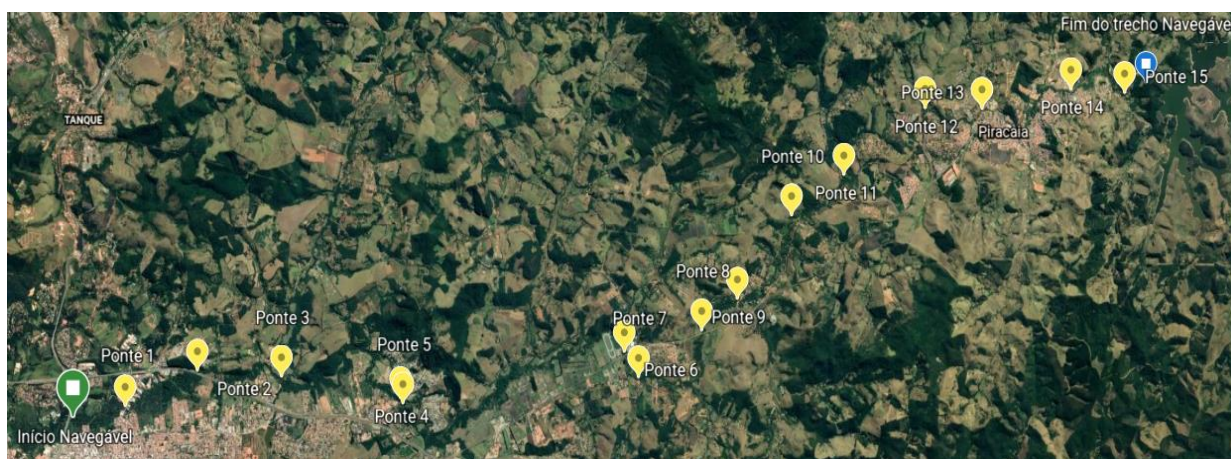 Fim do trecho Navegáve
Ponte 15
Ponte 13
Ponte 14
TANQUE
Ponte 12
Piracaia
Ponte 10
Ponte 11
Ponte 8
Ponte 9
Ponte 7
Ponte 3
Ponte 5
Ponte 1
Ponte 6
Ponte 2
Ponte 4
Início Navegável